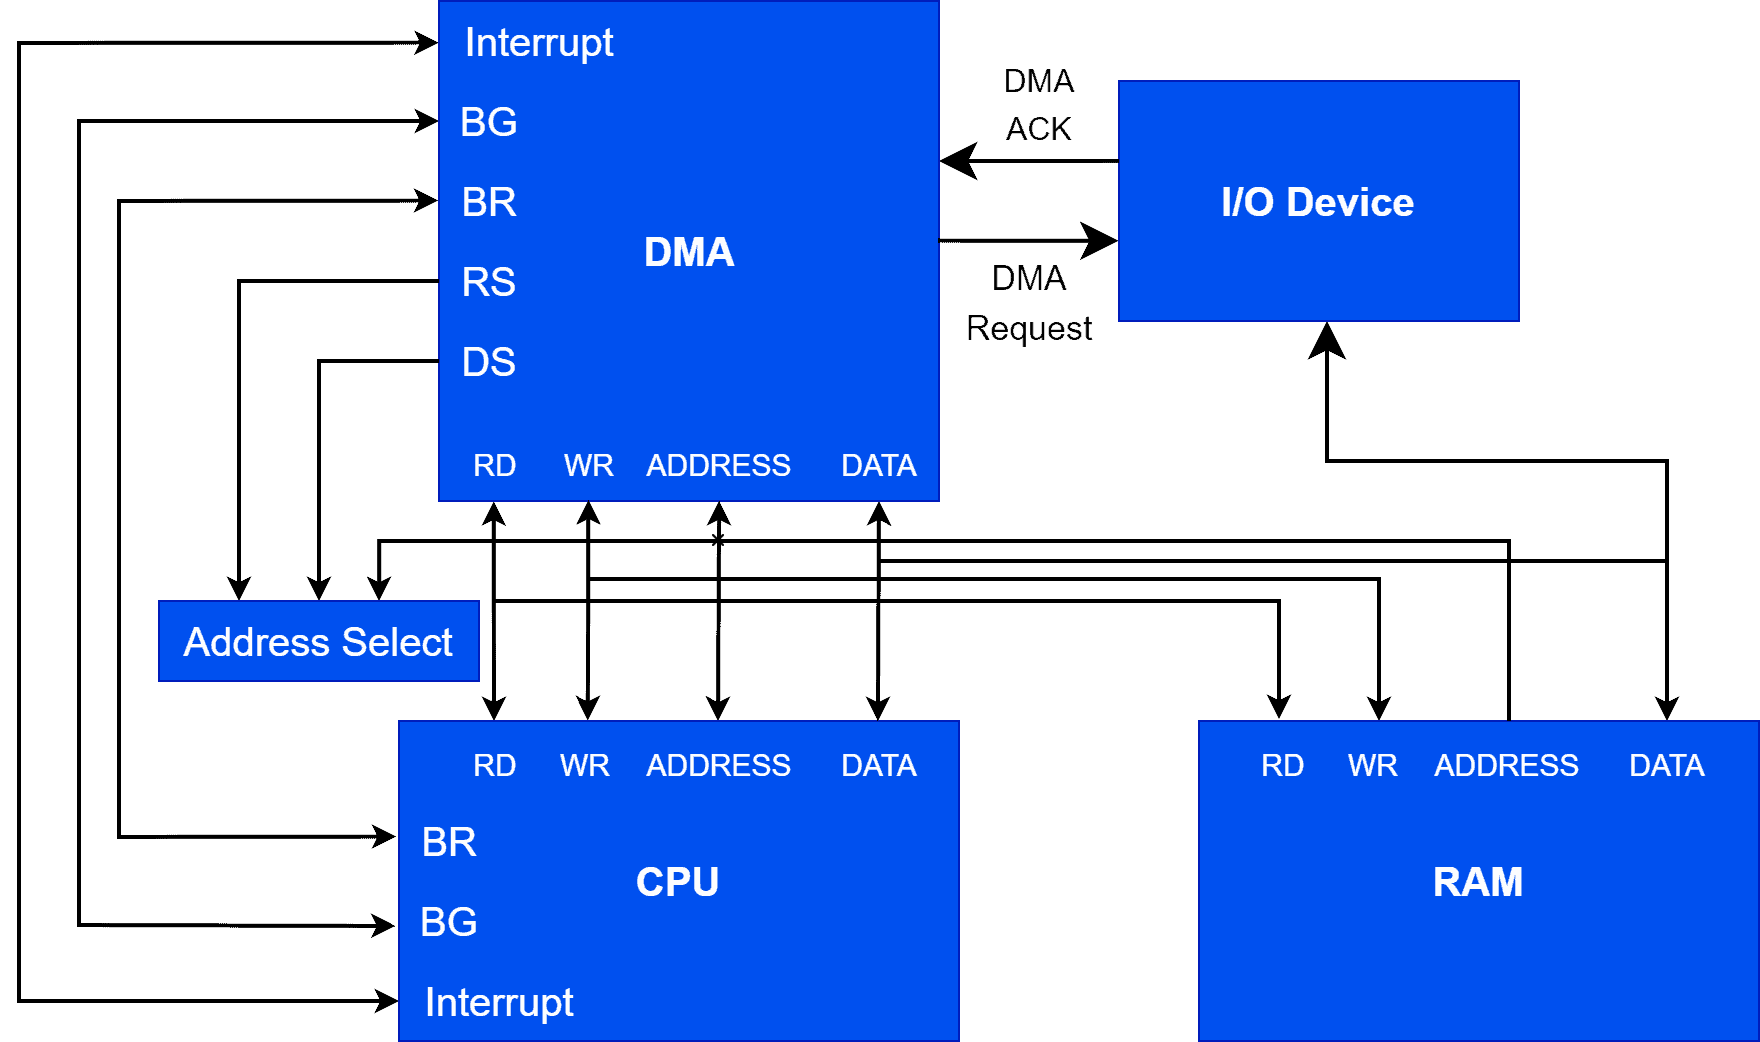 Interrupt
BG
BR
RS
DS
DMA
RD WR ADDRESS DATA
DMA
ACK
DMA
Request
I/O Device
Address Select
RD WR ADDRESS DATA
BR
BG
Interrupt
CPU
RD WR ADDRESS DATA
RAM